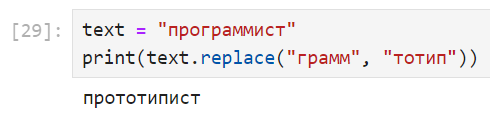 [29]: text = "программист"
print(text.replace("грамм", "тотип"))
прототипист